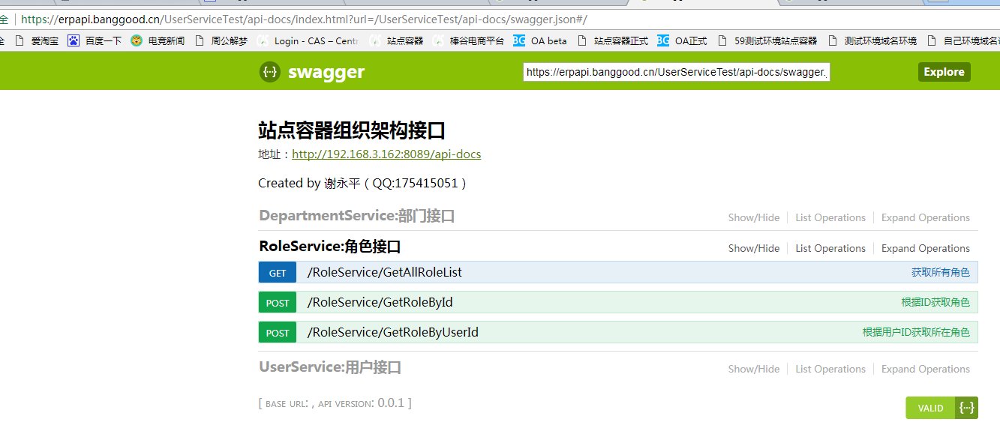 全 https://erpapi.banggood.cn/UserServiceTest/api-docs/index.html?url=/UserServiceTest/api-docs/swagger.json#/
全 爱淘宝 百度一下 电竞新闻 周公解梦 Login - CAS – Centr 站点容器 棒谷电商平台 BG OA beta 站点容器正式 BG OA正式 59测试环境站点容器 测试环境域名环境 自己环境域名
{···} swagger https://erpapi.banggood.cn/UserServiceTest/api-docs/swagger. Explore
站点容器组织架构接口
地址：http://192.168.3.162:8089/api-docs
Created by 谢永平 ( QQ:175415051 )
DepartmentService:部门接口 Show/Hide List Operations Expand Operations
RoleService:角色接口 Show/Hide List Operations Expand Operations
GET /RoleService/GetAllRoleList 获取所有角色
POST /RoleService/GetRoleById 根据ID获取角色
POST /RoleService/GetRoleByUserId 根据用户ID获取所在角色
UserService:用户接口 Show/Hide List Operations Expand Operations
[ BASE URL: , API VERSION: 0.0.1 ]
VALID {···}